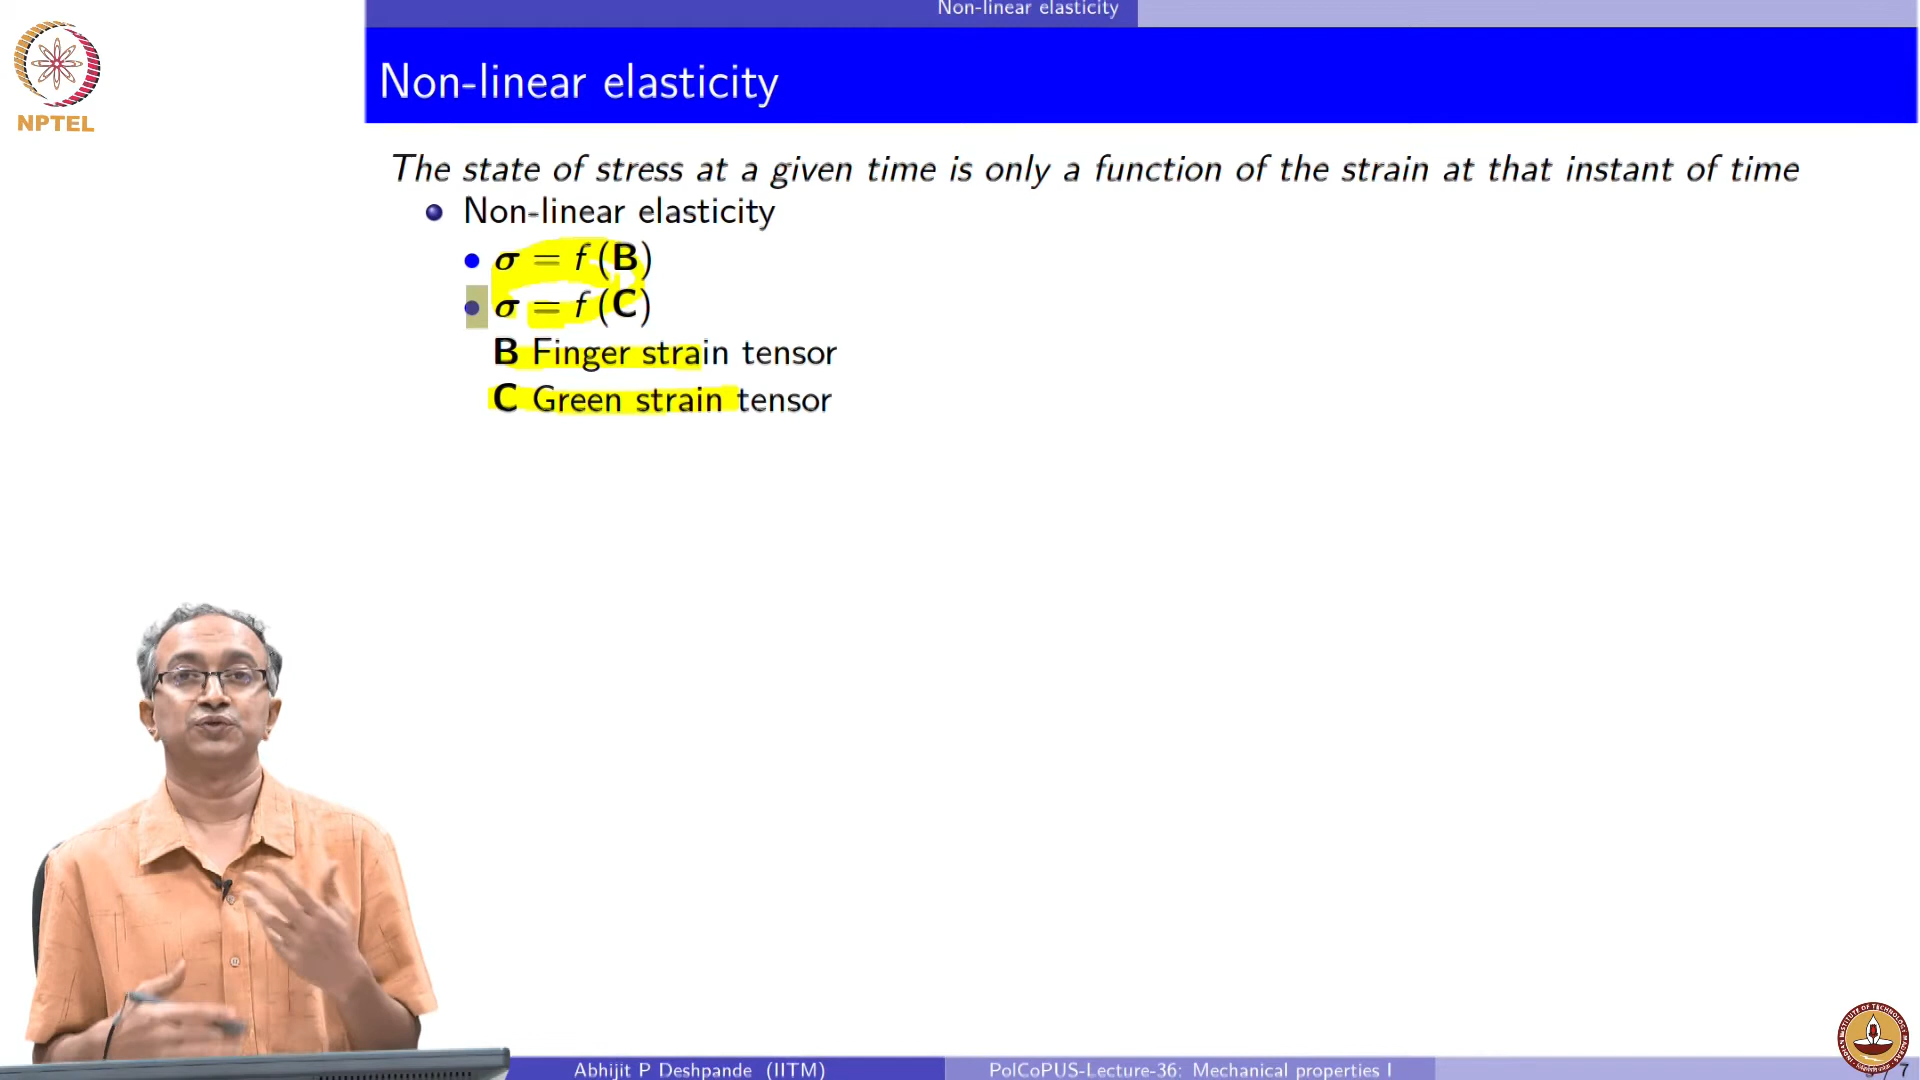 Non-linear elasticity
NPTEL
Non-linear elasticity
The state of stress at a given time is only a function of the strain at that instant of time
Non-linear elasticity
σ = f (B)
σ = f (C)
B Finger strain tensor
C Green strain tensor
Abhijit P Deshpande (IITM)
PolCoPUS-Lecture-36: Mechanical properties I
/ 7